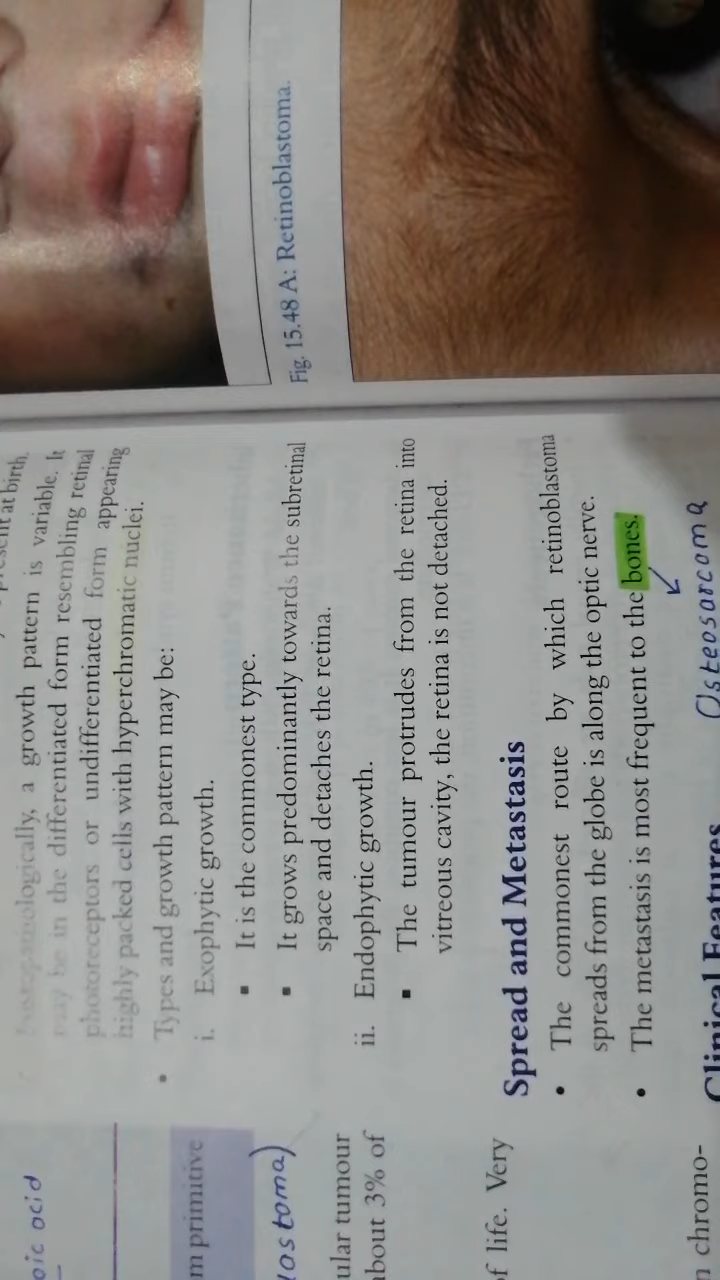 at birth.
a growth pattern is variable. It
may be in the differentiated form resembling retinal
photoreceptors or undifferentiated form appearing
highly packed cells with hyperchromatic nuclei.
• Types and growth pattern may be:
i. Exophytic growth.
▪ It is the commonest type.
▪ It grows predominantly towards the subretinal
space and detaches the retina.
ii. Endophytic growth.
▪ The tumour protrudes from the retina into
vitreous cavity, the retina is not detached.
Spread and Metastasis
• The commonest route by which retinoblastoma
spreads from the globe is along the optic nerve.
• The metastasis is most frequent to the bones.
Osteosarcoma
Clinical Features
Fig. 15.48 A: Retinoblastoma.
oic acid
m primitive
lostoma)
ular tumour
about 3% of
of life. Very
n chromo-